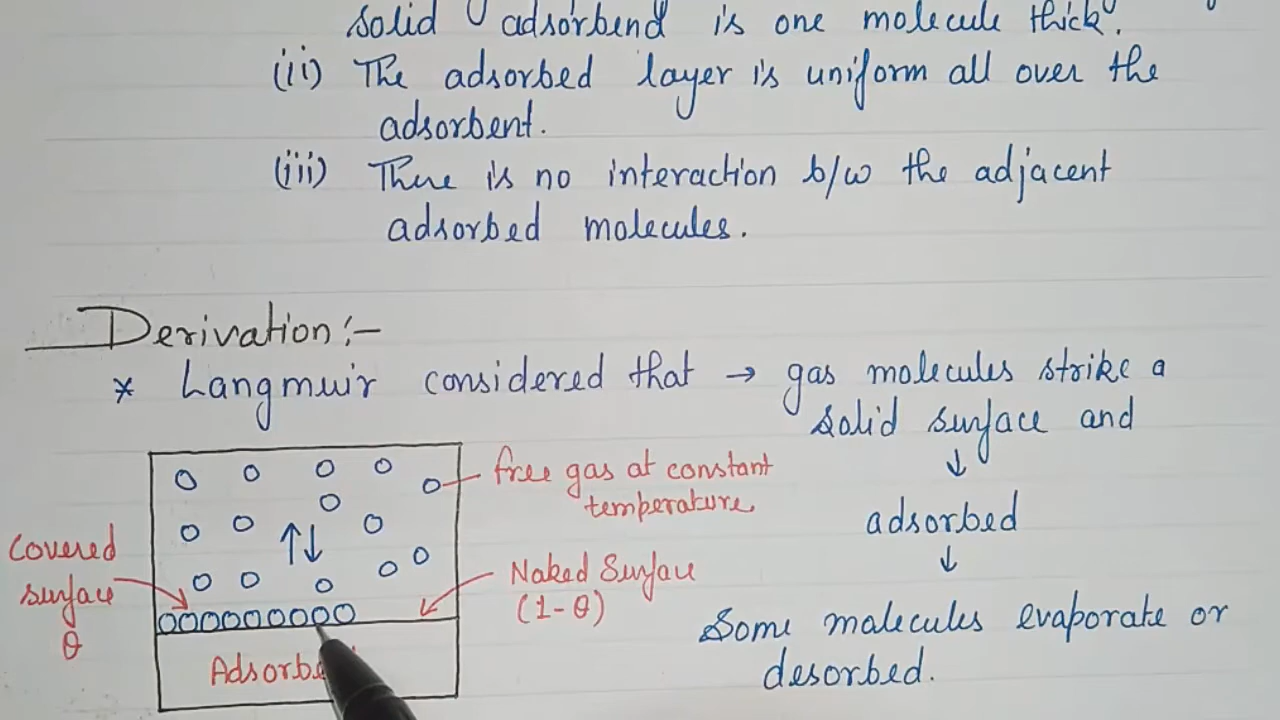 solid adsorbend is one molecule thick.
(ii) The adsorbed layer is uniform all over the
adsorbent.
(iii) There is no interaction b/w the adjacent
adsorbed molecules.
Derivation:-
* Langmuir considered that → gas molecules strike a
solid surface and
↓
adsorbed
↓
Some molecules evaporate or
desorbed.
free gas at constant
temperature
Covered
surface
θ
Naked Surface
(1-θ)